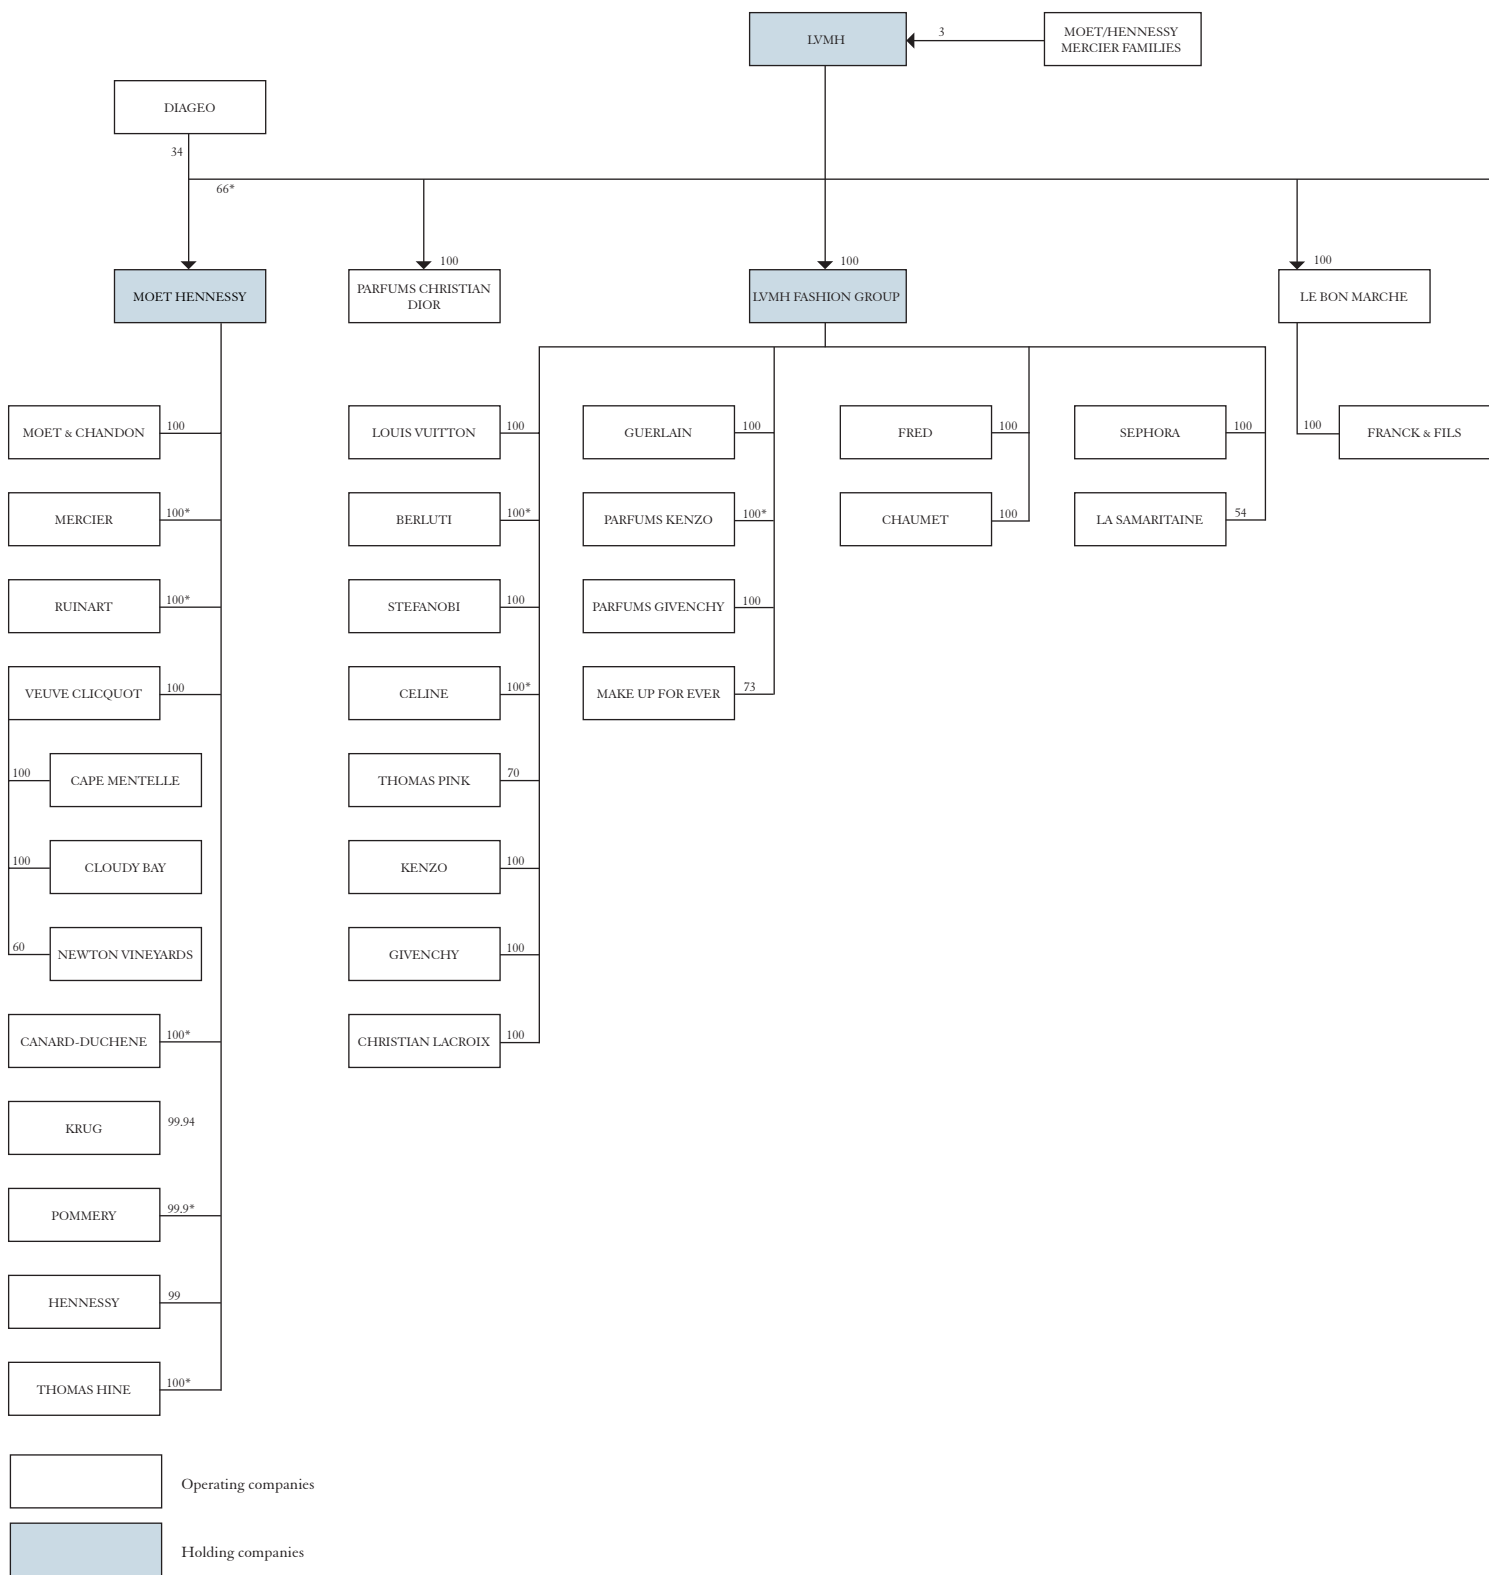 LVMH
3
MOET/HENNESSY
MERCIER FAMILIES
DIAGEO
34
66*
100
100
100
MOET HENNESSY
PARFUMS CHRISTIAN
DIOR
LVMH FASHION GROUP
LE BON MARCHE
MOET & CHANDON
100
LOUIS VUITTON
100
GUERLAIN
100
FRED
100
SEPHORA
100
100
FRANCK & FILS
MERCIER
100*
BERLUTI
100*
PARFUMS KENZO
100*
CHAUMET
100
LA SAMARITAINE
54
RUINART
100*
STEFANOBI
100
PARFUMS GIVENCHY
100
VEUVE CLICQUOT
100
CELINE
100*
MAKE UP FOR EVER
73
100
CAPE MENTELLE
THOMAS PINK
70
100
CLOUDY BAY
KENZO
100
60
NEWTON VINEYARDS
GIVENCHY
100
CANARD-DUCHENE
100*
CHRISTIAN LACROIX
100
KRUG
99.94
POMMERY
99.9*
HENNESSY
99
THOMAS HINE
100*
Operating companies
Holding companies